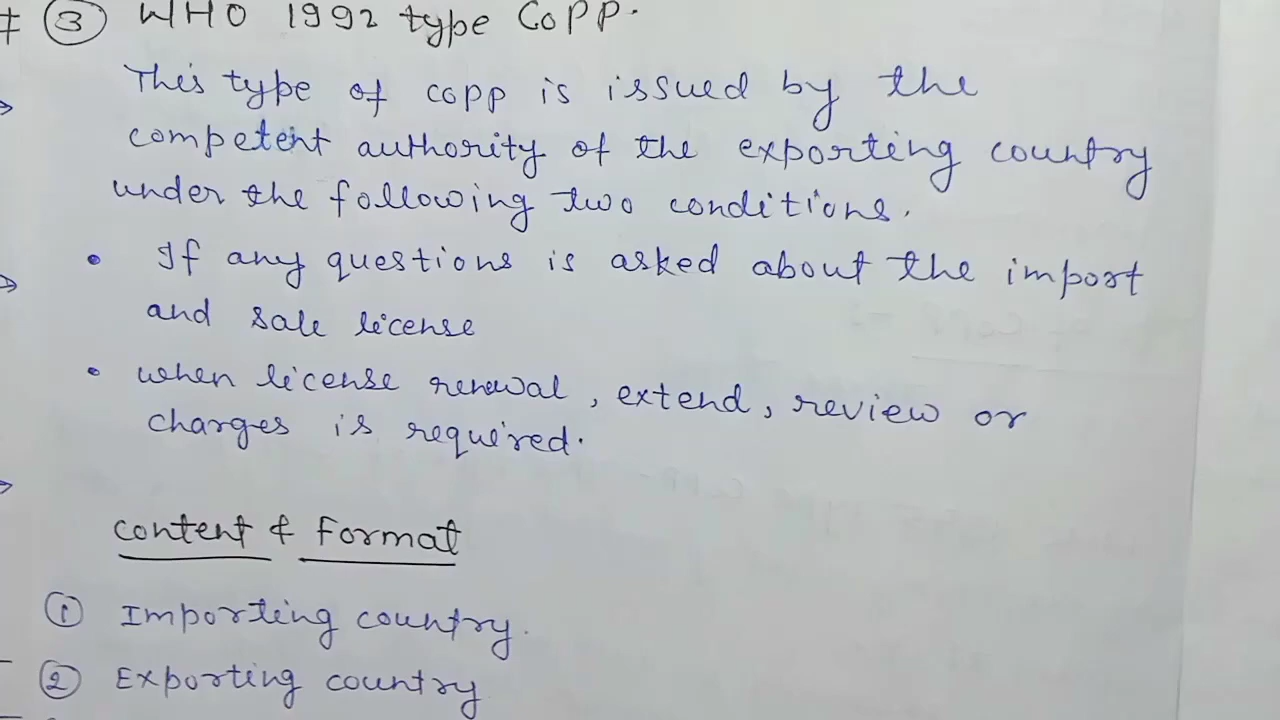 ③ WHO 1992 type CoPP.
This type of copp is issued by the
competent authority of the exporting country
under the following two conditions.
• If any questions is asked about the import
and sale license
• when license renewal, extend, review or
charges is required.
Content & Format
① Importing country.
② Exporting country